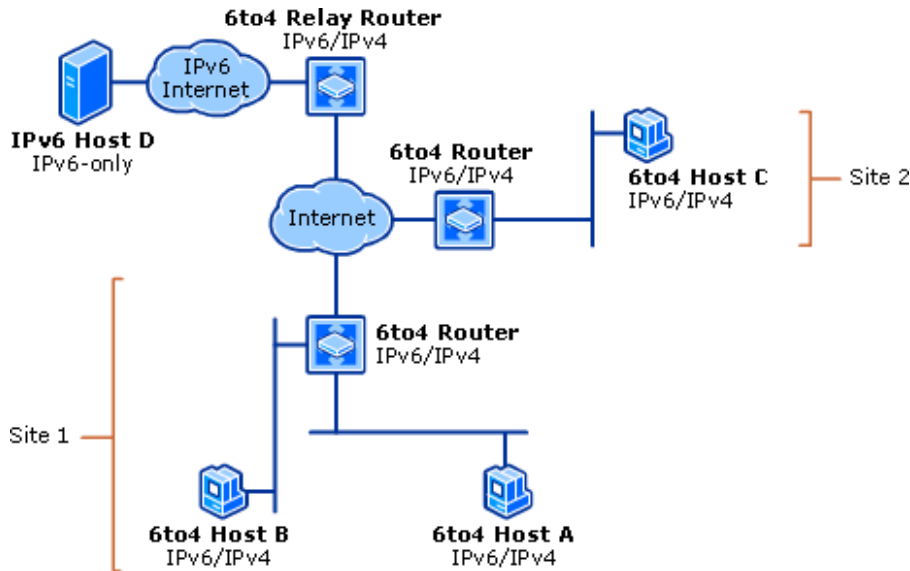 6to4 Relay Router
IPv6/IPv4
IPv6
Internet
IPv6 Host D
IPv6-only
6to4 Router
IPv6/IPv4
6to4 Host C
IPv6/IPv4
Site 2
Internet
6to4 Router
IPv6/IPv4
Site 1
6to4 Host B
IPv6/IPv4
6to4 Host A
IPv6/IPv4